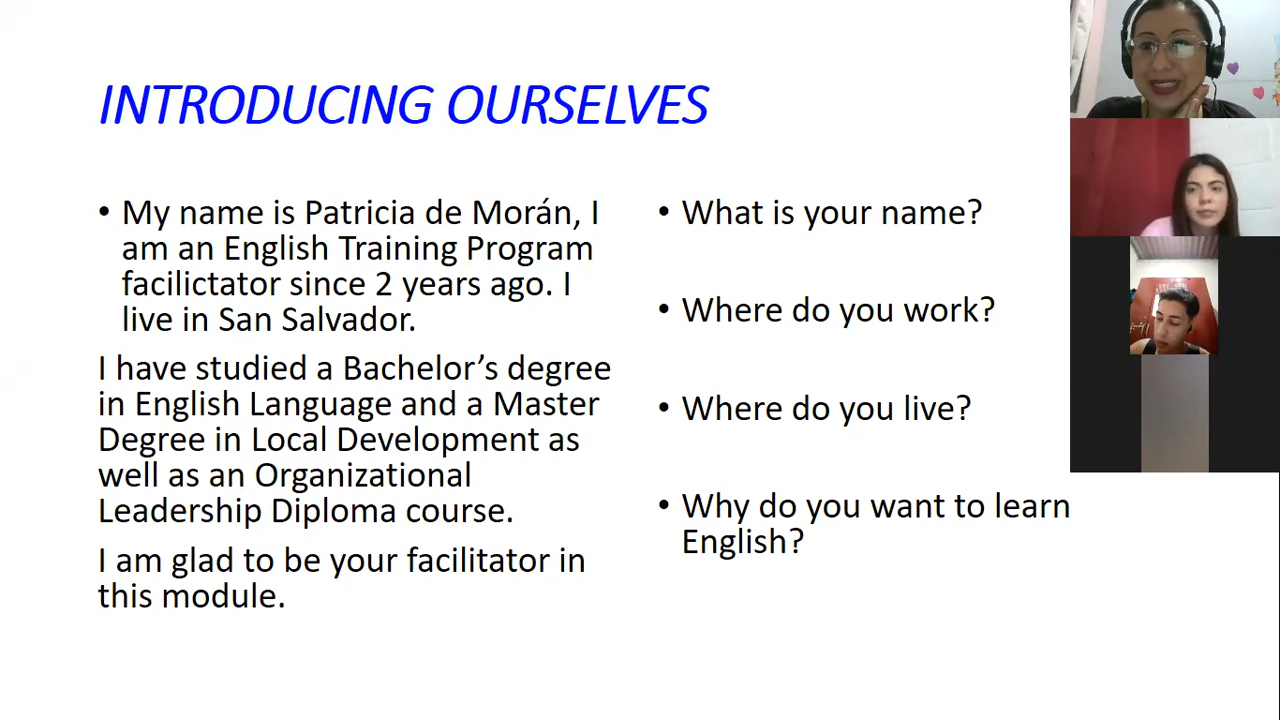 INTRODUCING OURSELVES
• My name is Patricia de Morán, I
am an English Training Program
facilictator since 2 years ago. I
live in San Salvador.
I have studied a Bachelor’s degree
in English Language and a Master
Degree in Local Development as
well as an Organizational
Leadership Diploma course.
I am glad to be your facilitator in
this module.
• What is your name?
• Where do you work?
• Where do you live?
• Why do you want to learn
English?